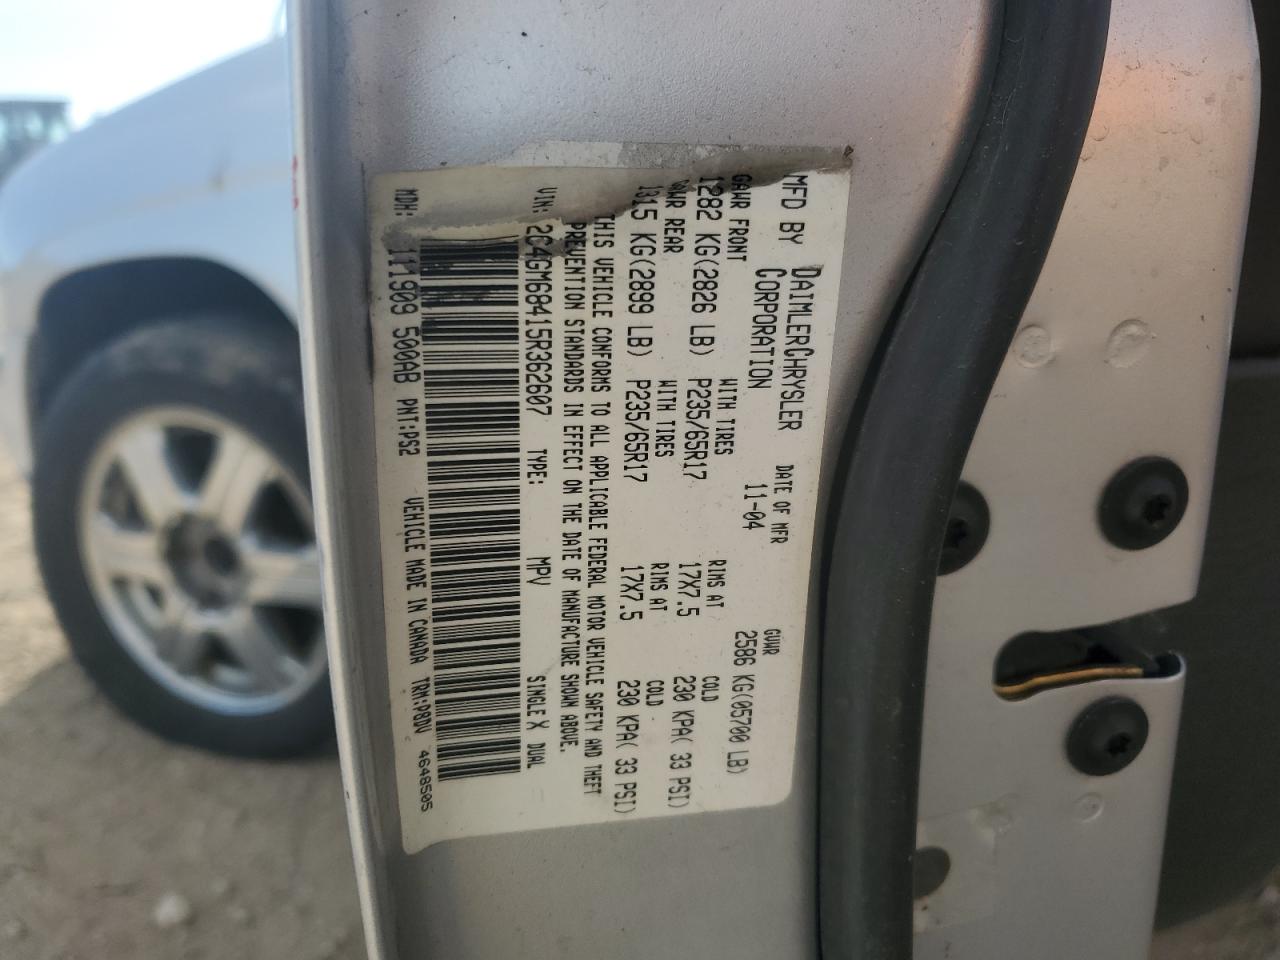 MFD BY DAIMLERCHRYSLER CORPORATION
DATE OF MFR 11-04
GVWR 2586 KG(05700 LB)
GAWR FRONT WITH TIRES RIMS AT COLD
1282 KG(2826 LB) P235/65R17 17X7.5 230 KPA( 33 PSI)
GAWR REAR WITH TIRES RIMS AT COLD
1315 KG(2899 LB) P235/65R17 17X7.5 230 KPA( 33 PSI)
THIS VEHICLE CONFORMS TO ALL APPLICABLE FEDERAL MOTOR VEHICLE SAFETY AND THEFT
PREVENTION STANDARDS IN EFFECT ON THE DATE OF MANUFACTURE SHOWN ABOVE.
VIN: 2C4GM68415R362607 TYPE: MPV SINGLE X DUAL
MDH: 111909 500AB PNT:PS2 VEHICLE MADE IN CANADA TRM:P8DV 4648505